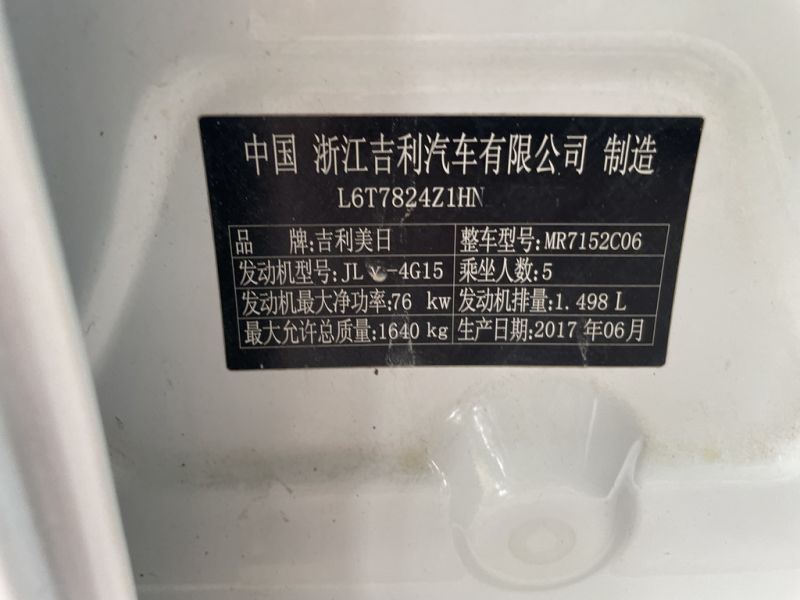 中国 浙江吉利汽车有限公司 制造
L6T7824Z1HN
品 牌:吉利美日 整车型号:MR7152C06
发动机型号:JL -4G15 乘坐人数:5
发动机最大净功率:76 kw 发动机排量:1.498 L
最大允许总质量:1640 kg 生产日期:2017 年06 月